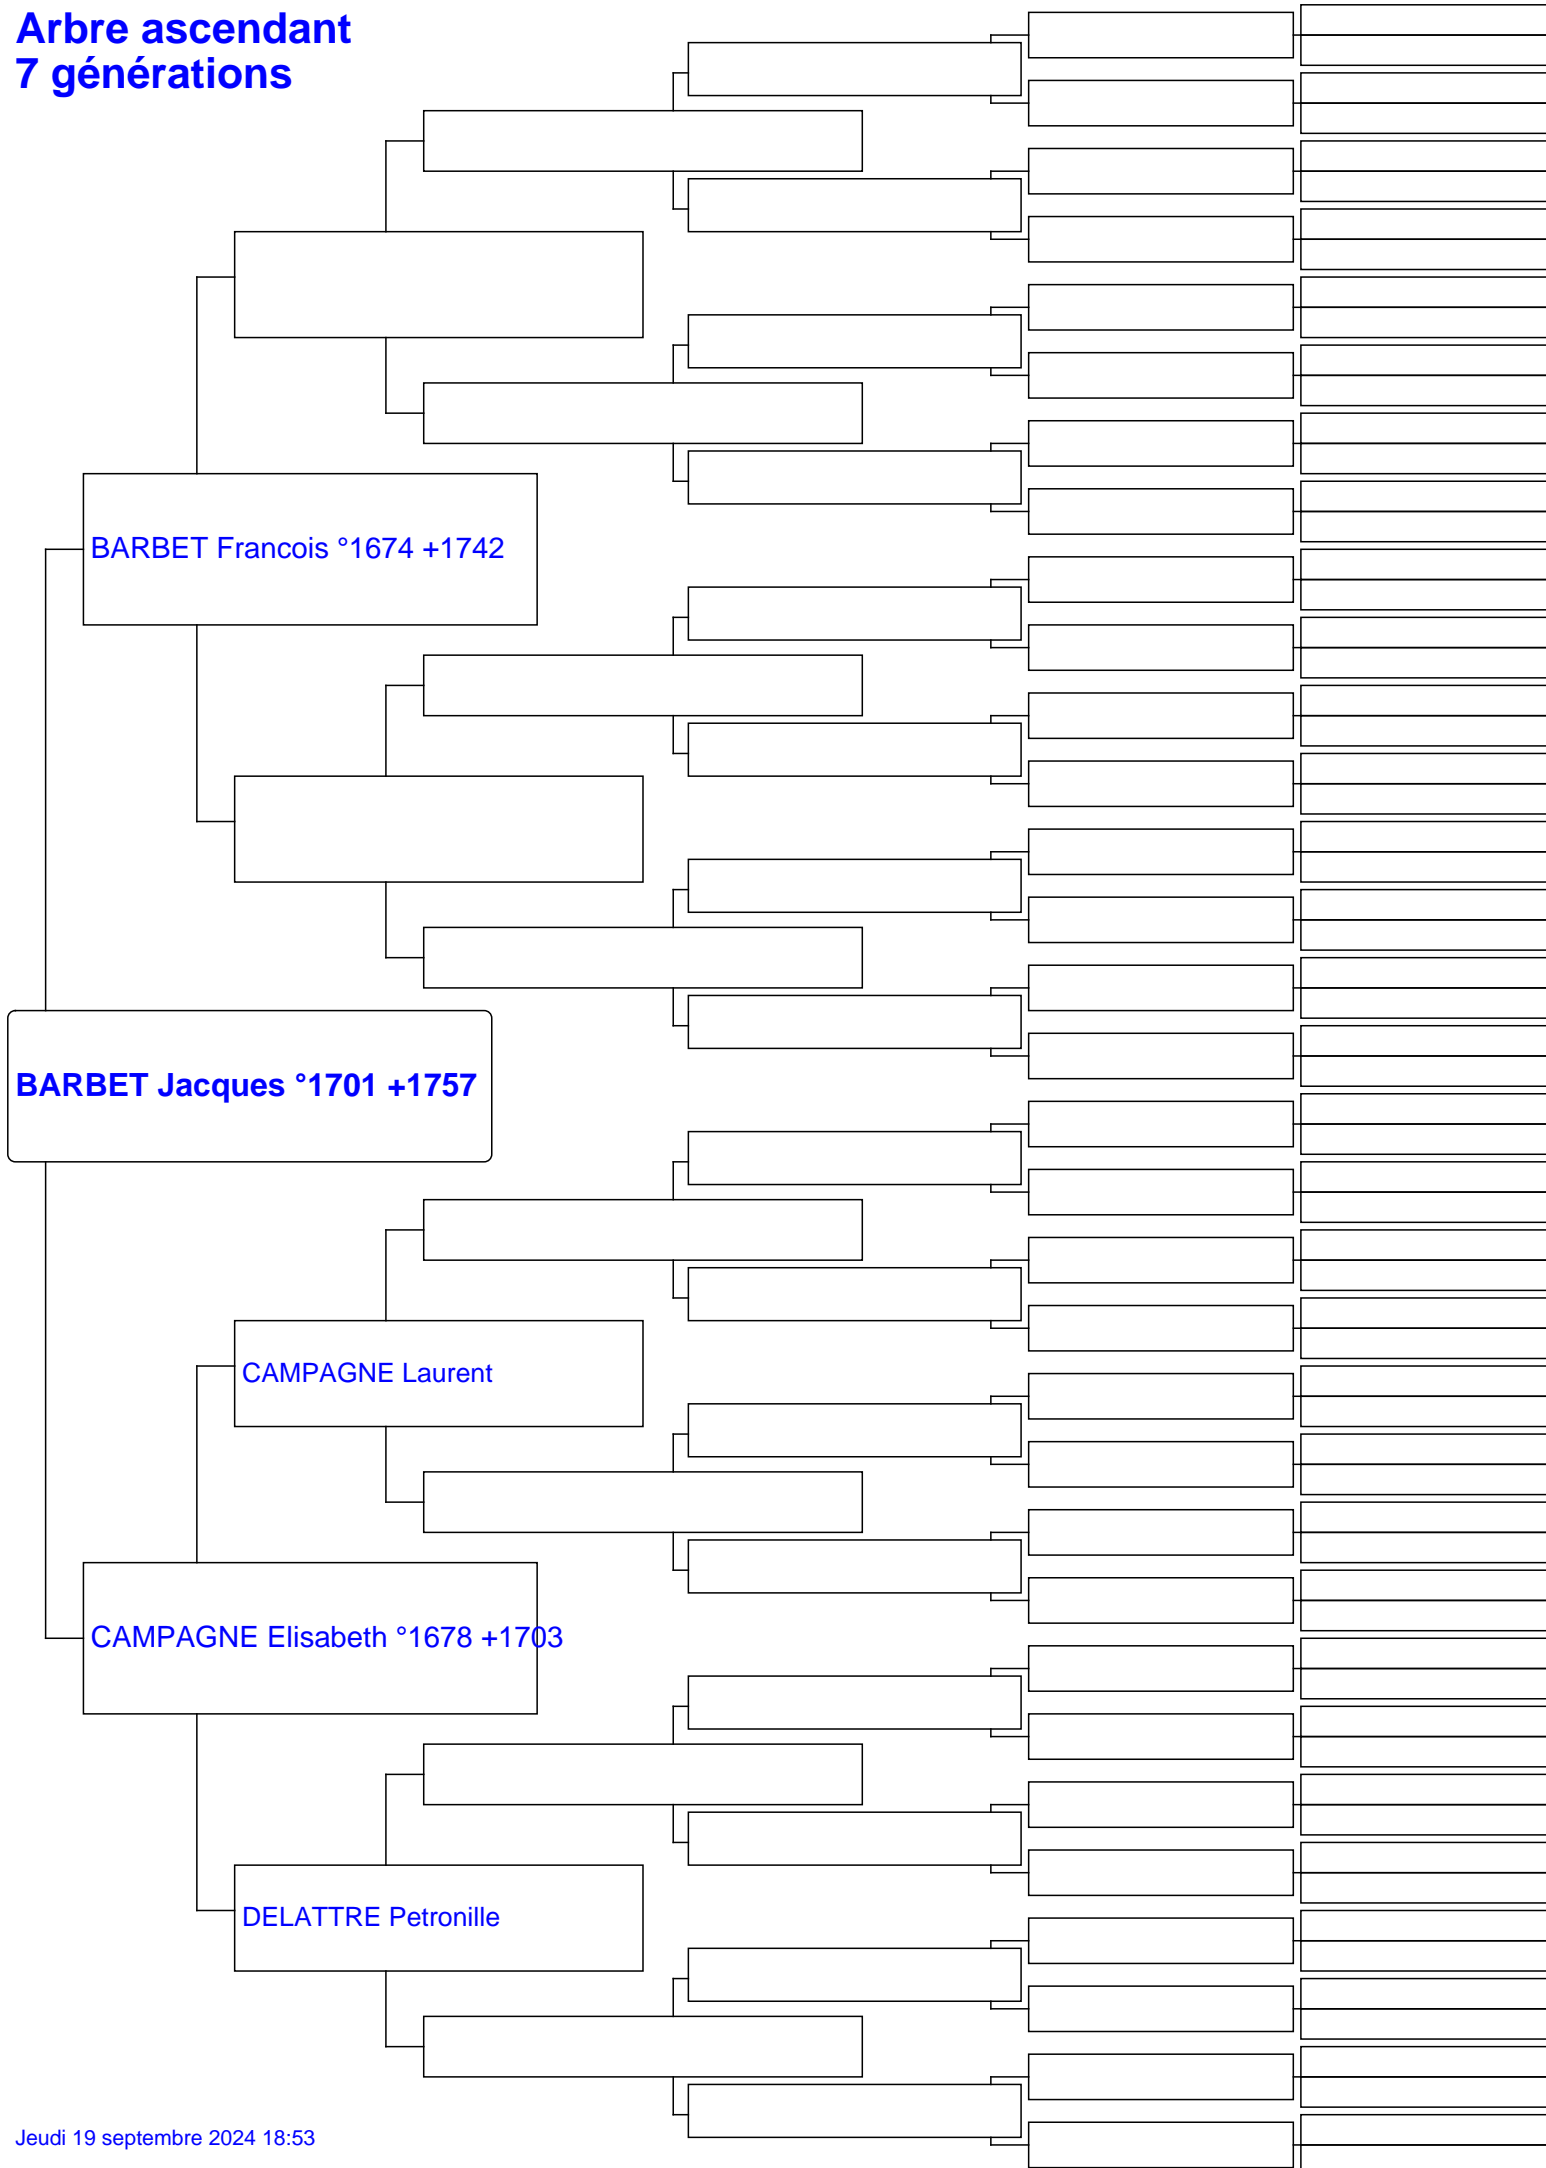 Arbre ascendant
7 générations
BARBET Francois °1674 +1742
BARBET Jacques °1701 +1757
CAMPAGNE Laurent
CAMPAGNE Elisabeth °1678 +1703
DELATTRE Petronille
Jeudi 19 septembre 2024 18:53